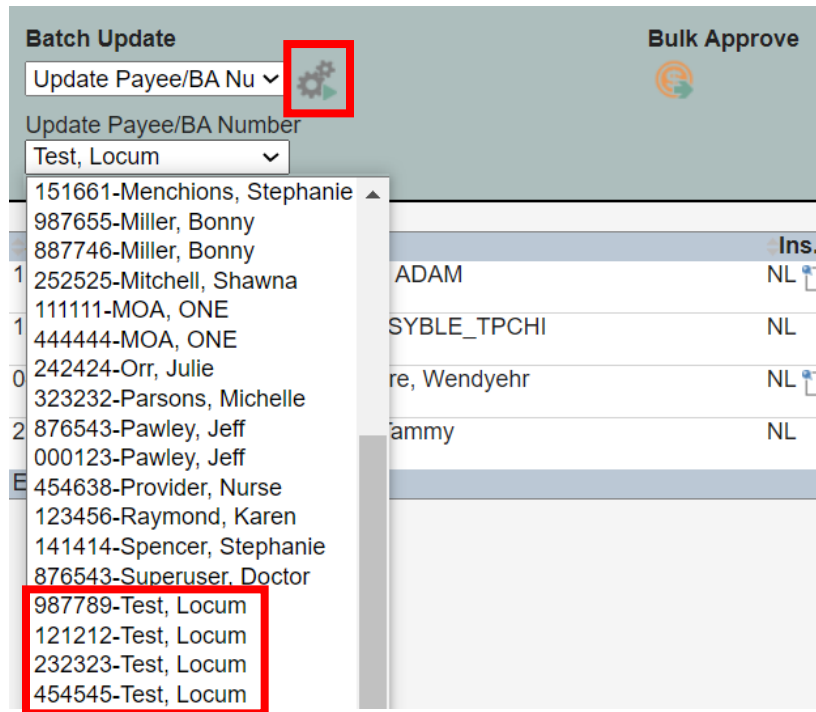 Batch Update
Bulk Approve
Update Payee/BA Nu
Update Payee/BA Number
Test, Locum
151661-Menchions, Stephanie
987655-Miller, Bonny
887746-Miller, Bonny
Ins.
252525-Mitchell, Shawna
1 ADAM NL
111111-MOA, ONE
444444-MOA, ONE
1 SYBLE_TPCHI NL
242424-Orr, Julie
0 re, Wendyehr NL
323232-Parsons, Michelle
876543-Pawley, Jeff
2 Tammy NL
000123-Pawley, Jeff
454638-Provider, Nurse
E
123456-Raymond, Karen
141414-Spencer, Stephanie
876543-Superuser, Doctor
987789-Test, Locum
121212-Test, Locum
232323-Test, Locum
454545-Test, Locum